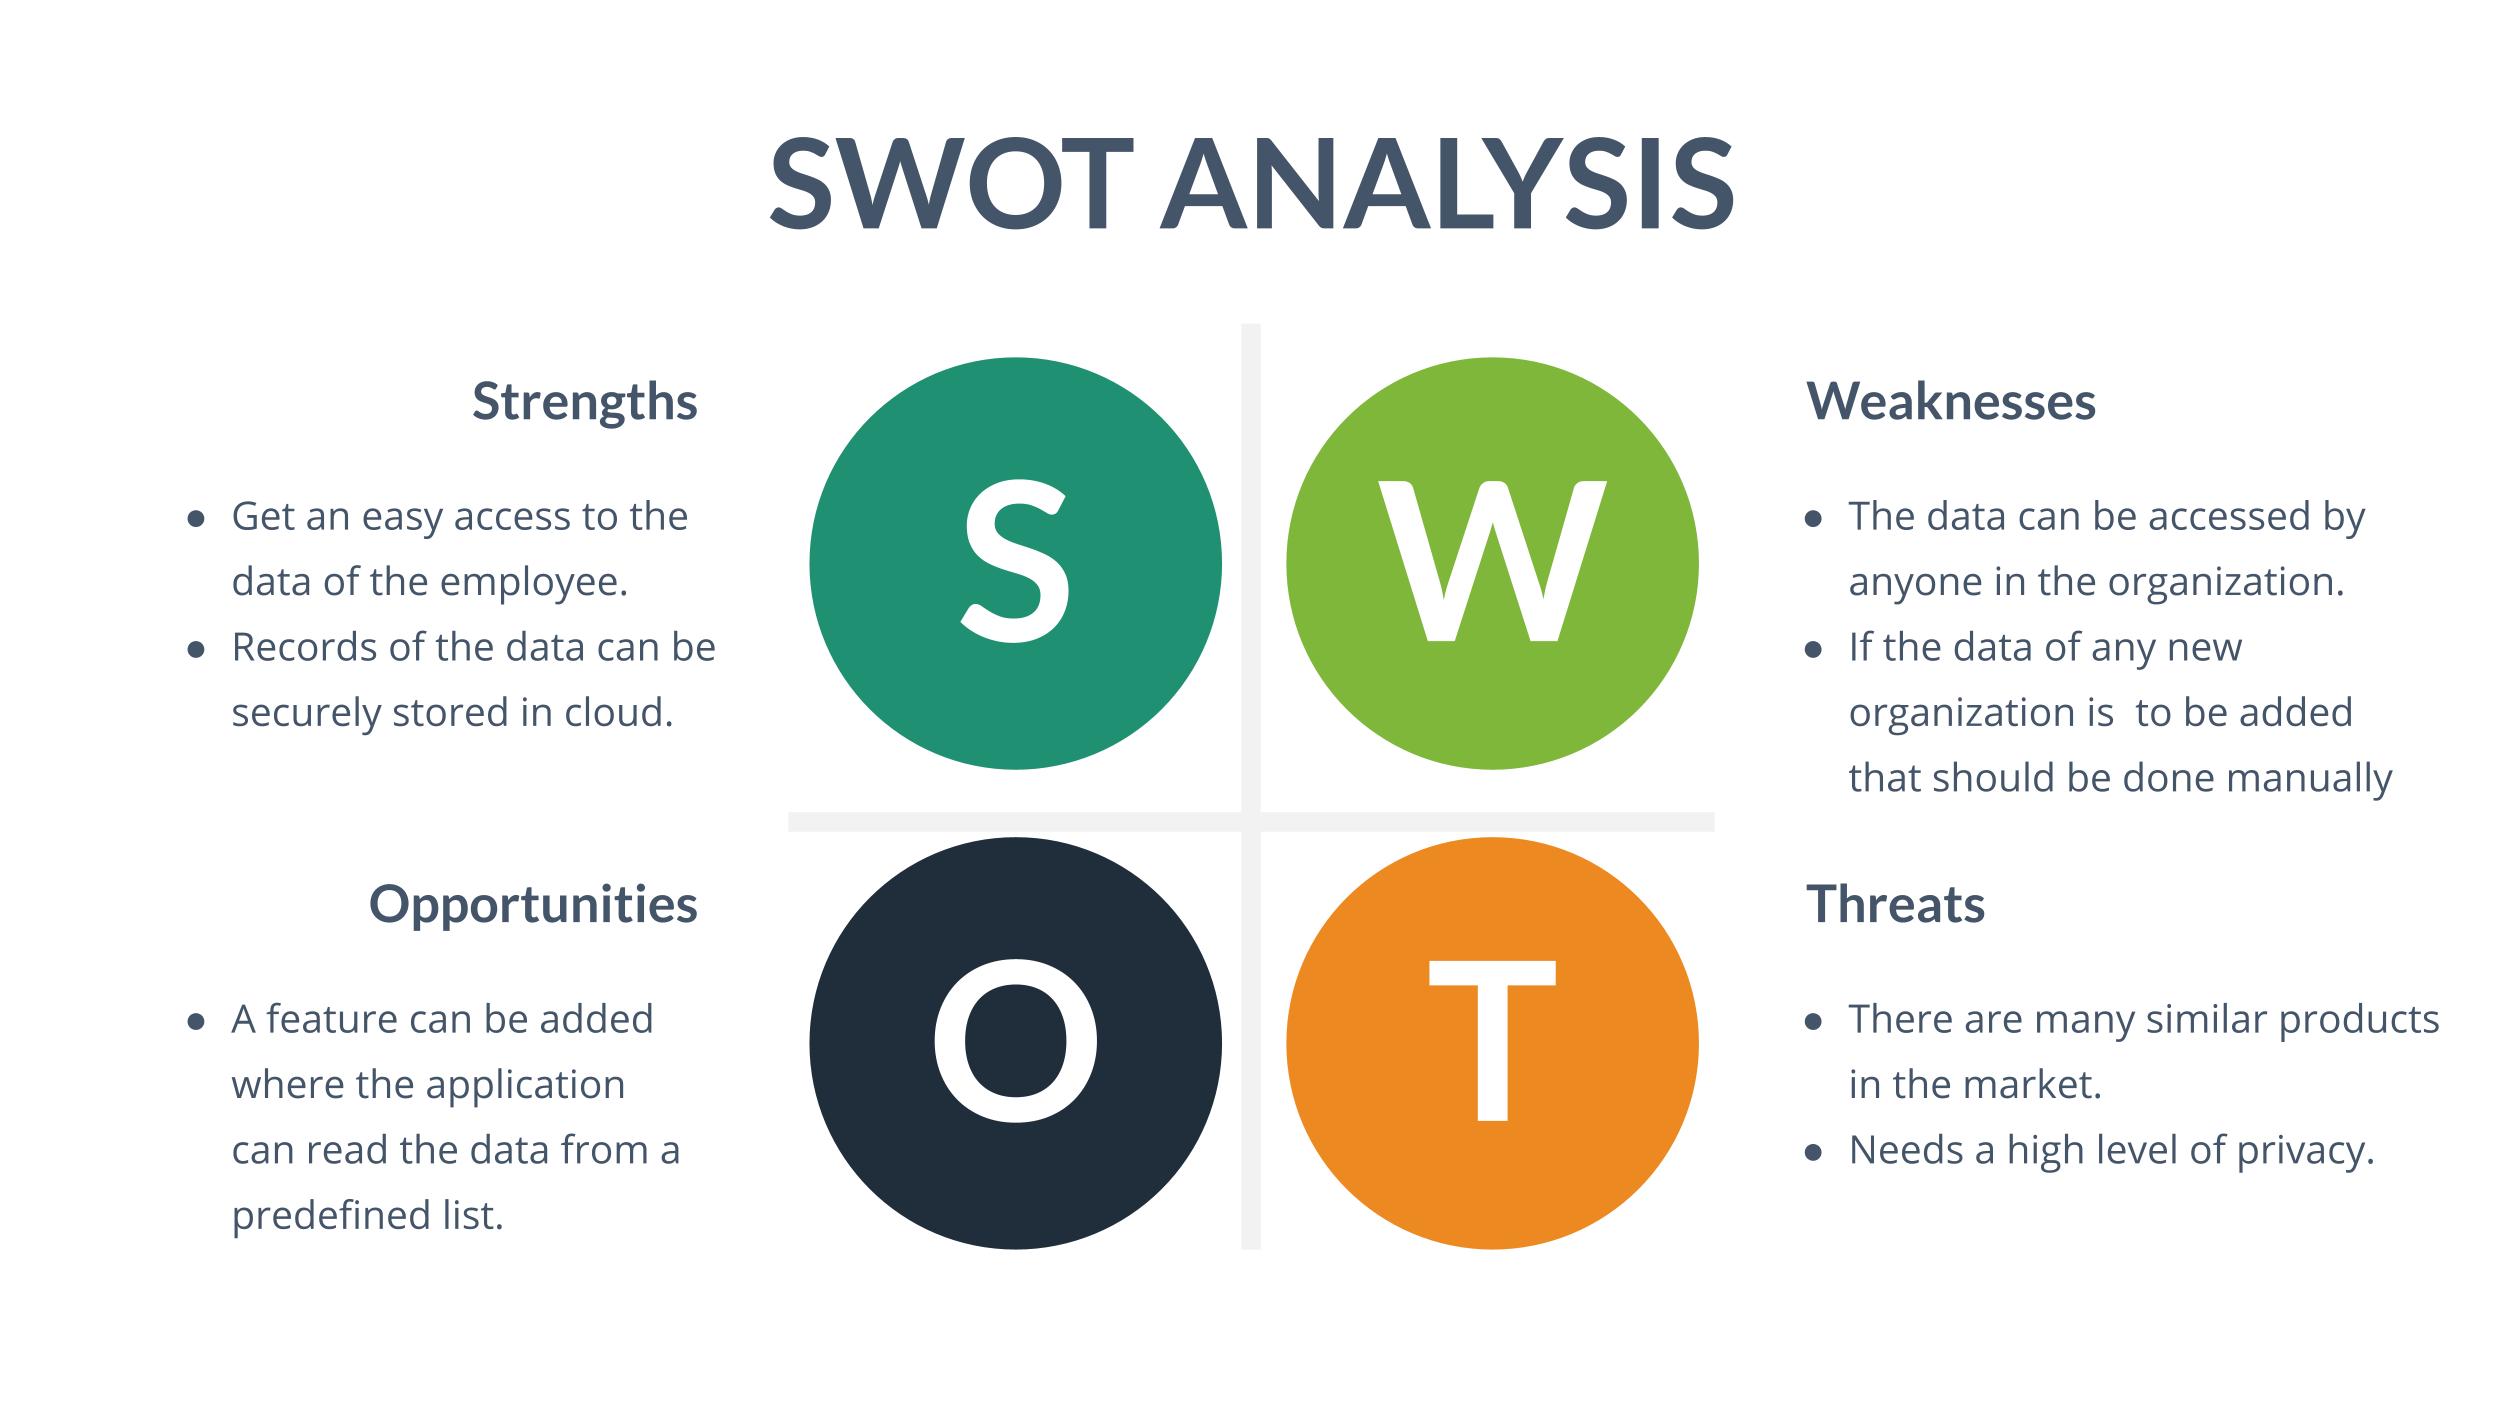 SWOT ANALYSIS
Strengths
● Get an easy access to the
data of the employee.
● Records of the data can be
securely stored in cloud.
S
W
Weaknesses
● The data can be accessed by
anyone in the organization.
● If the data of any new
organization is  to be added
that should be done manually
Opportunities
● A feature can be added
where the application
can read the data from a
predefined list.
O
T
Threats
● There are many similar products
in the market.
● Needs a high level of privacy.